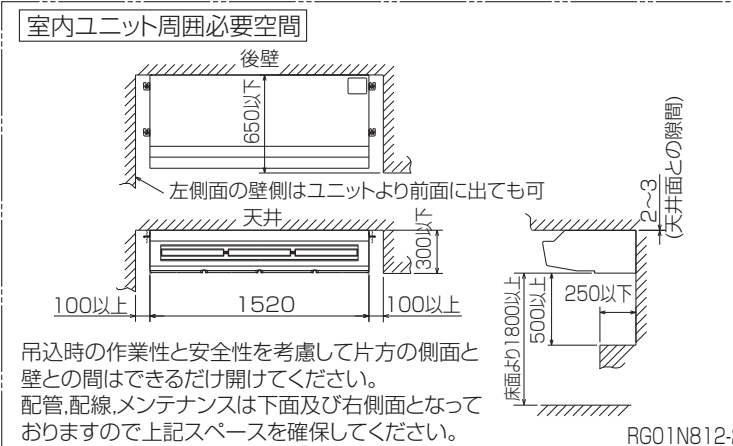 室内ユニット周囲必要空間
後壁
650以下
左側面の壁側はユニットより前面に出ても可
天井
300以下
100以上
1520
100以上
2~3
(天井面との隙間)
250以下
500以上
床面より1800以上
吊込時の作業性と安全性を考慮して片方の側面と
壁との間はできるだけ開けてください。
配管,配線,メンテナンスは下面及び右側面となって
おりますので上記スペースを確保してください。